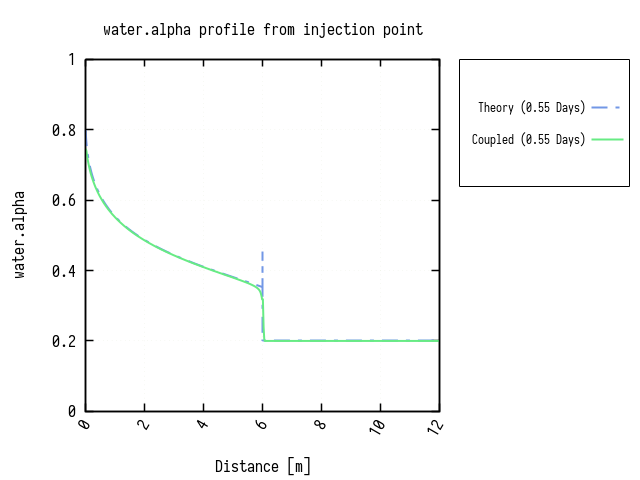 water.alpha profile from injection point
1
0.8
0.6
0.4
0.2
0
water.alpha
0
2
4
6
8
10
12
Distance [m]
Theory (0.55 Days)
Coupled (0.55 Days)